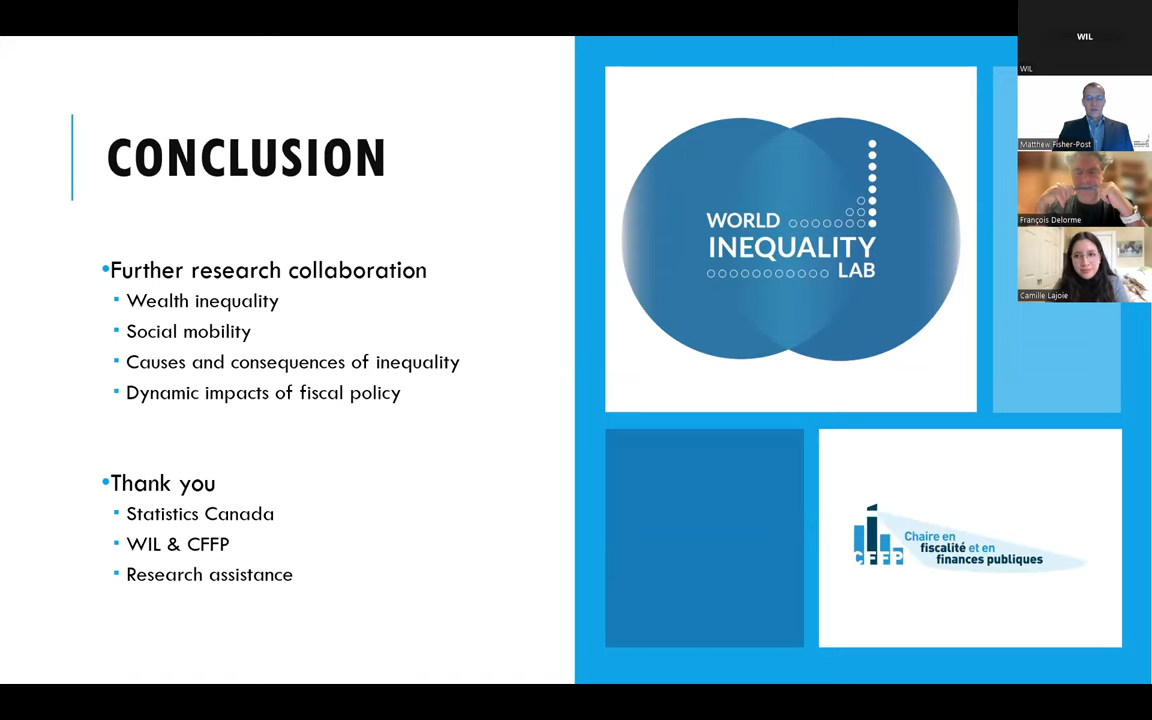 CONCLUSION
•Further research collaboration
▪ Wealth inequality
▪ Social mobility
▪ Causes and consequences of inequality
▪ Dynamic impacts of fiscal policy
•Thank you
▪ Statistics Canada
▪ WIL & CFFP
▪ Research assistance
WORLD
INEQUALITY
LAB
CFFP
Chaire en
fiscalité et en
finances publiques
WIL
WIL
Matthew Fisher-Post
François Delorme
Camille Lajoie